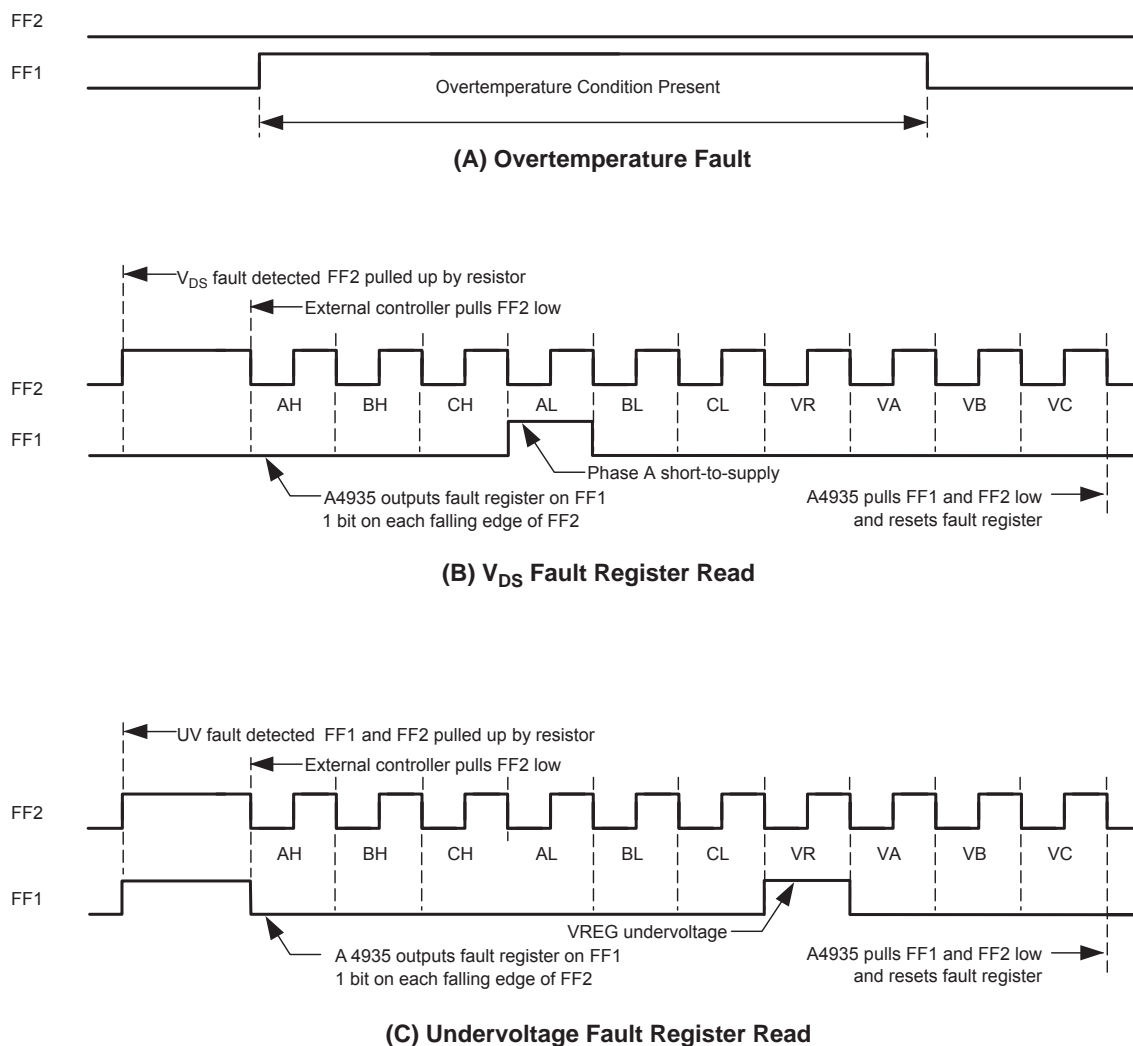 FF2
FF1
Overtemperature Condition Present
(A) Overtemperature Fault
VDS fault detected FF2 pulled up by resistor
External controller pulls FF2 low
FF2
AH BH CH AL BL CL VR VA VB VC
FF1
Phase A short-to-supply
A4935 outputs fault register on FF1
1 bit on each falling edge of FF2
A4935 pulls FF1 and FF2 low
and resets fault register
(B) VDS Fault Register Read
UV fault detected FF1 and FF2 pulled up by resistor
External controller pulls FF2 low
FF2
AH BH CH AL BL CL VR VA VB VC
FF1
VREG undervoltage
A 4935 outputs fault register on FF1
1 bit on each falling edge of FF2
A4935 pulls FF1 and FF2 low
and resets fault register
(C) Undervoltage Fault Register Read